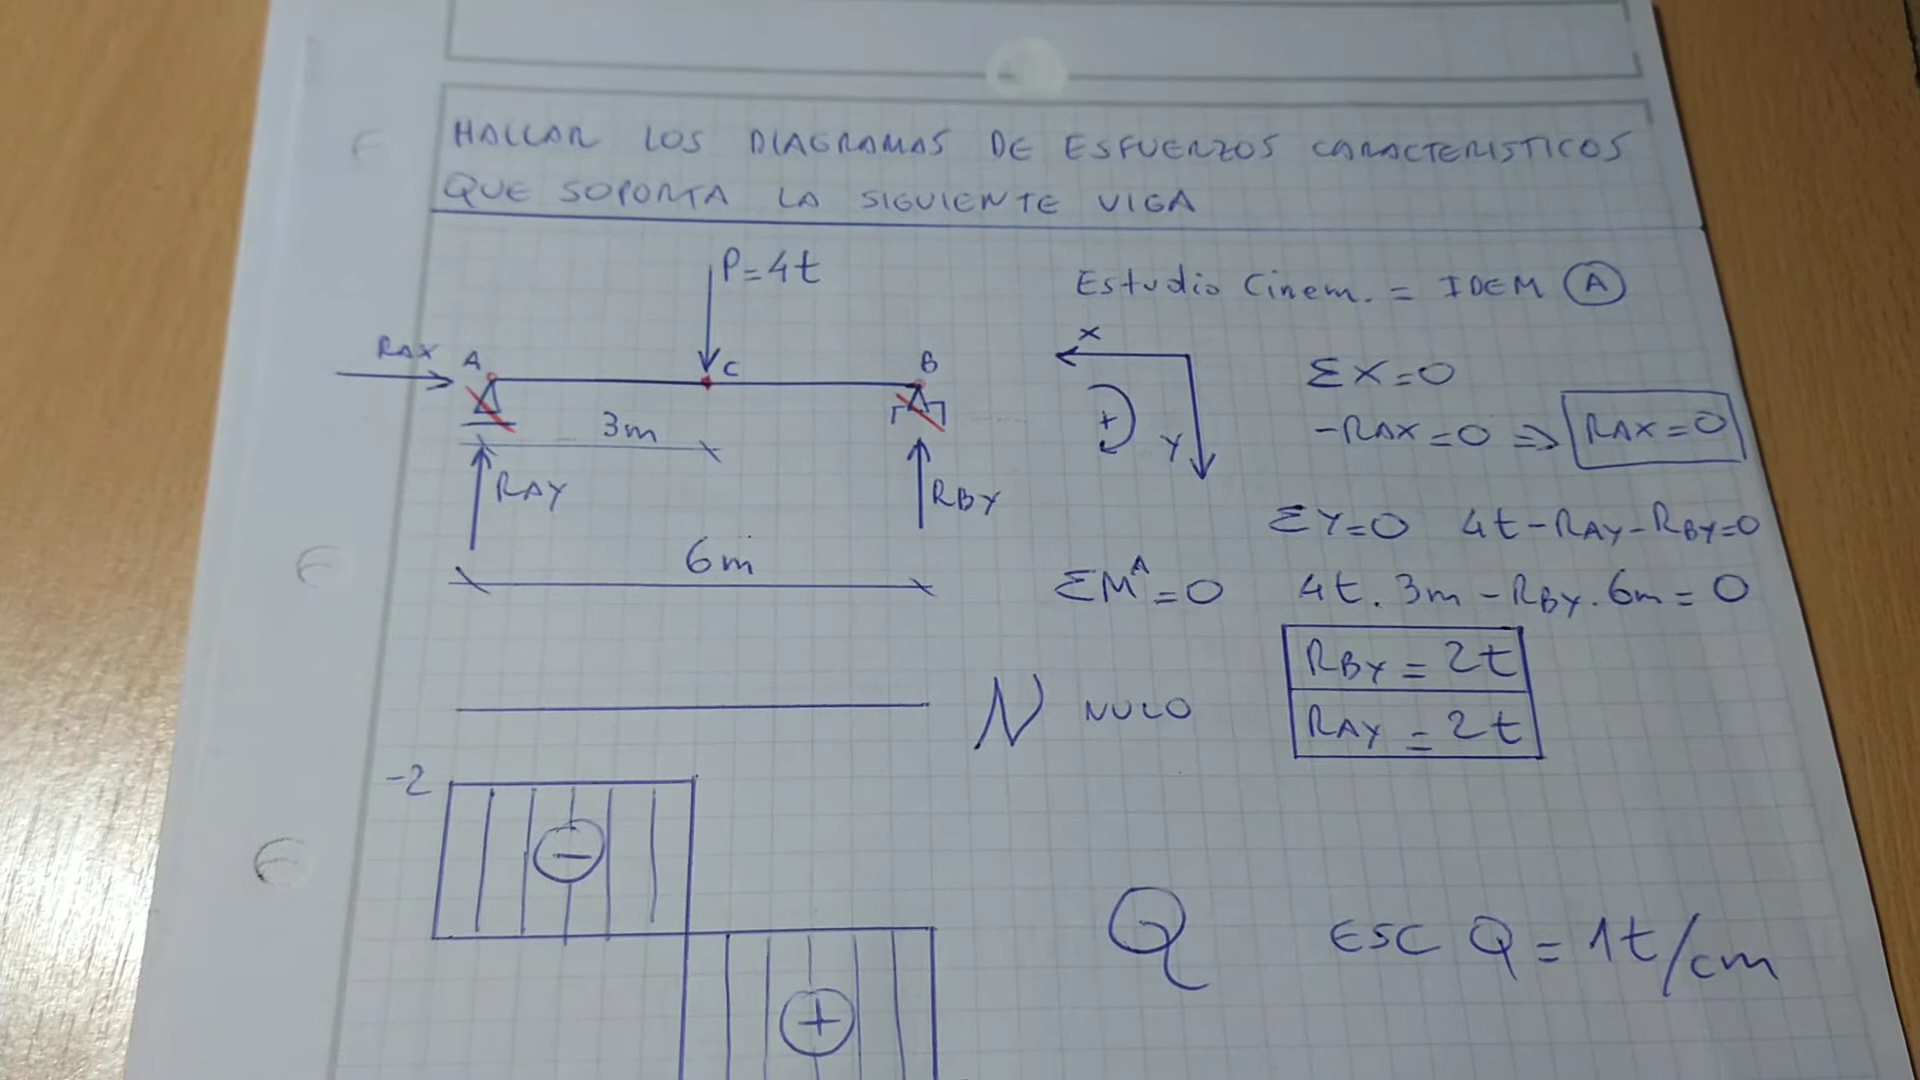 HALLAR LOS DIAGRAMAS DE ESFUERZOS CARACTERISTICOS
QUE SOPORTA LA SIGUIENTE VIGA
P=4t
Estudio Cinem. = IDEM A
RAX
A
C
B
X
ΣX=0
3m
+
Y
-RAX=0 ⇒ RAX=0
RAY
RBY
ΣY=0 4t-RAY-RBY=0
6m
ΣMᴬ=0 4t. 3m - RBY. 6m = 0
RBY = 2t
N NULO
RAY = 2t
-2
-
Q ESC Q = 1t/cm
+